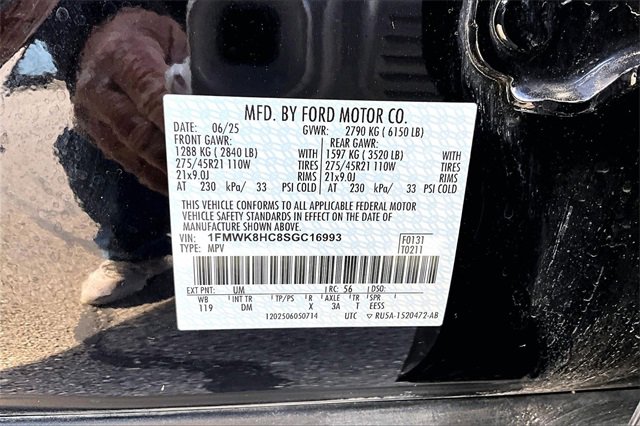 MFD. BY FORD MOTOR CO.
DATE: 06/25 GVWR: 2790 KG ( 6150 LB)
FRONT GAWR: REAR GAWR:
1288 KG ( 2840 LB) 1597 KG ( 3520 LB)
275/45R21 110W TIRES 275/45R21 110W TIRES
21x9.0J RIMS 21x9.0J RIMS
AT 230 kPa/ 33 PSI COLD AT 230 kPa/ 33 PSI COLD
THIS VEHICLE CONFORMS TO ALL APPLICABLE FEDERAL MOTOR
VEHICLE SAFETY STANDARDS IN EFFECT ON THE DATE OF
MANUFACTURE SHOWN ABOVE.
VIN: 1FMWK8HC8SGC16993 F0131
TYPE: MPV T0211
EXT PNT: UM RC: 56 DSO:
WB INT TR TP/PS R AXLE TR SPR
119 DM X 3A T EESS
1202506050714 UTC ▽ RU5A-1520472-AB